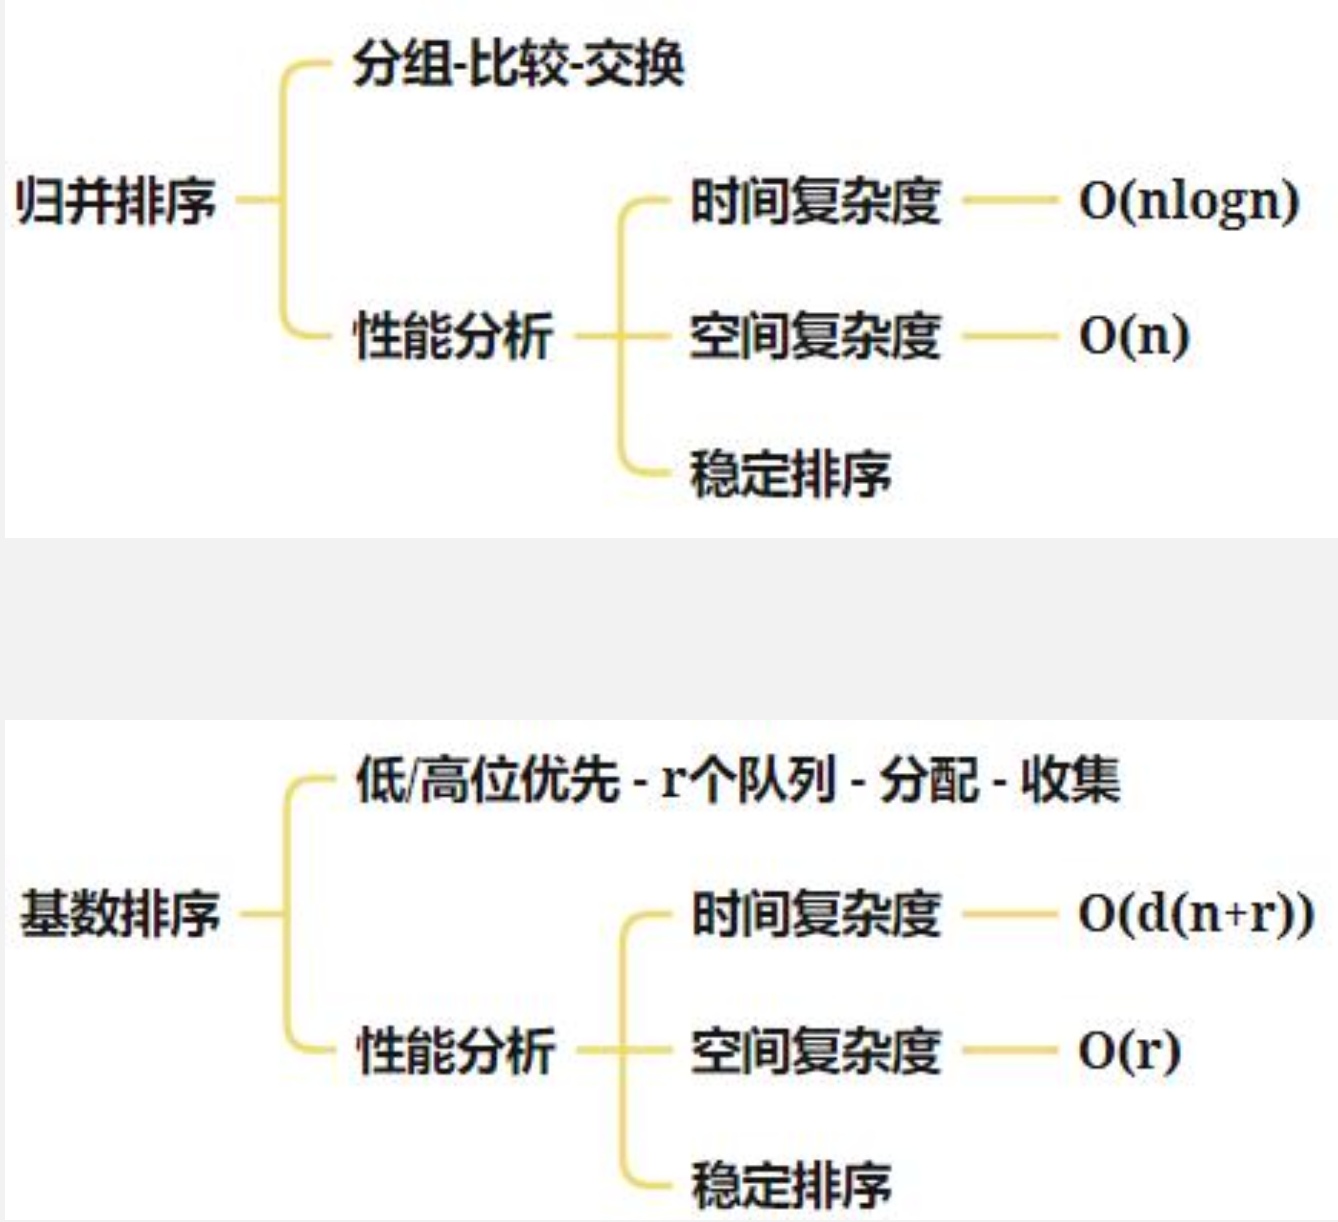 分组-比较-交换
归并排序
时间复杂度
O(nlogn)
性能分析
空间复杂度
O(n)
稳定排序
低/高位优先 - r个队列 - 分配 - 收集
基数排序
时间复杂度
O(d(n+r))
性能分析
空间复杂度
O(r)
稳定排序